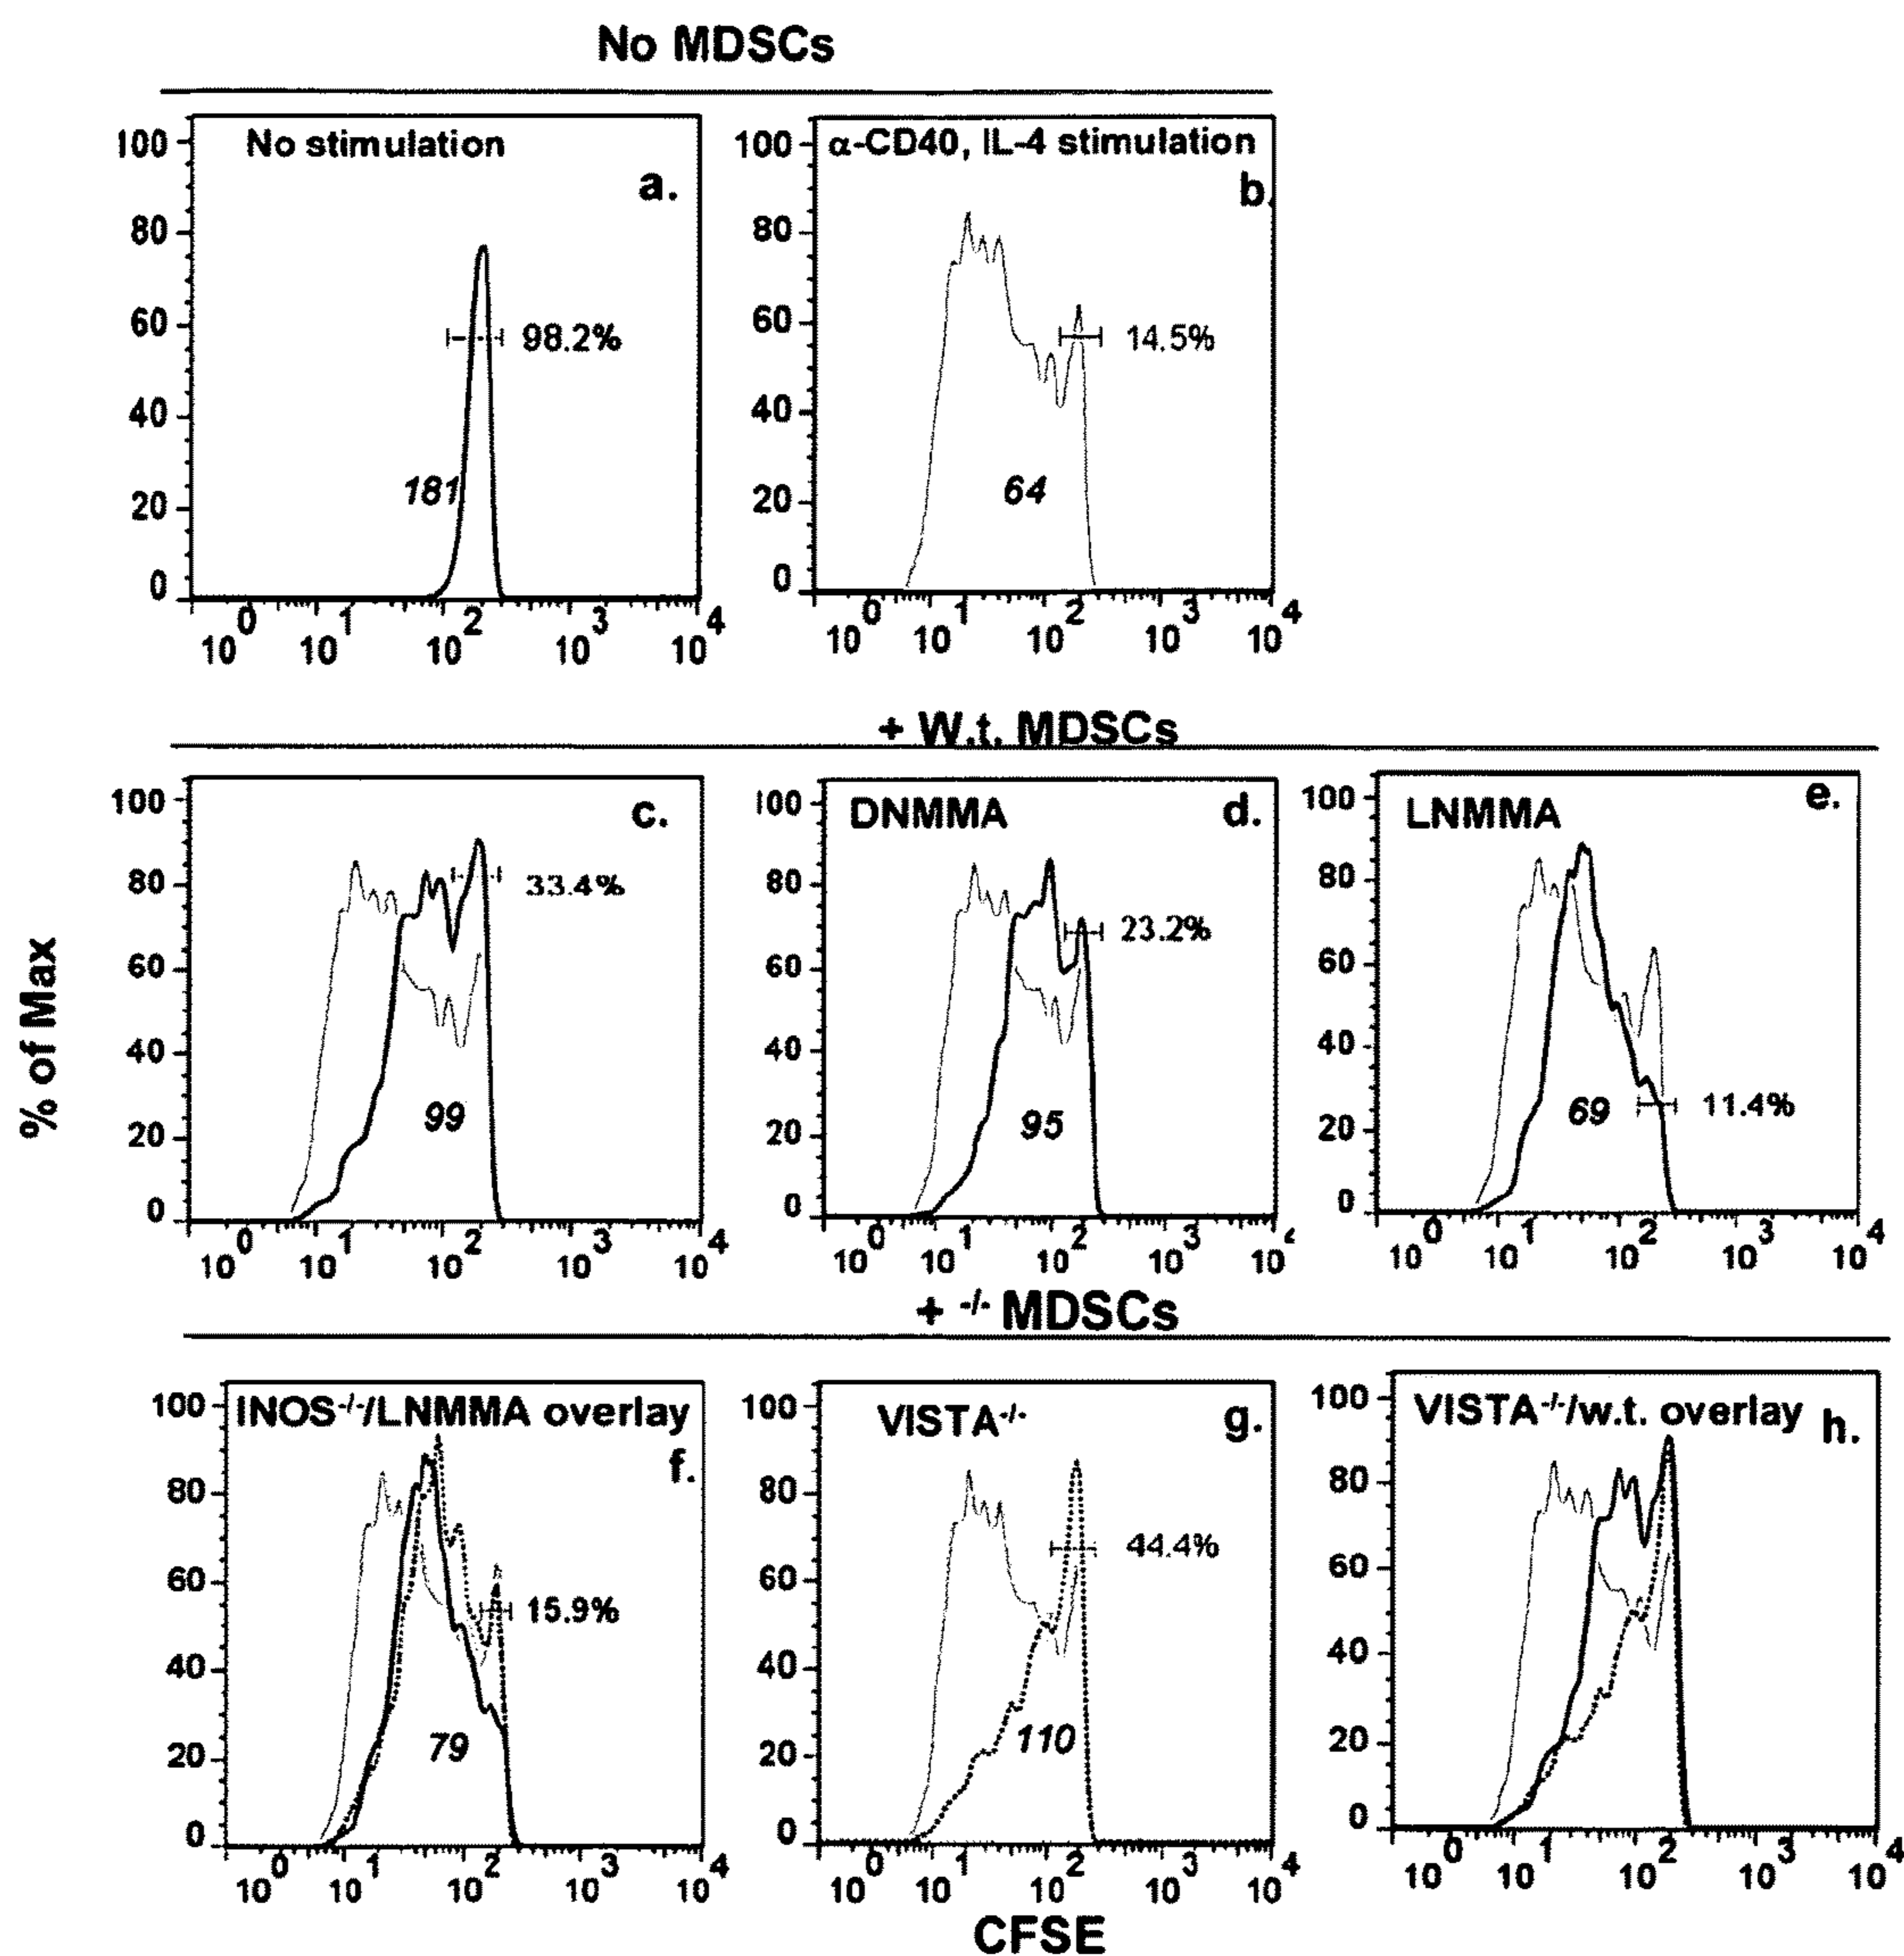 No MDSCs
No stimulation
a.
100
80
60
40
20
0
98.2%
181
10^0 10^1 10^2 10^3 10^4
α-CD40, IL-4 stimulation
b.
100
80
60
40
20
0
14.5%
64
10^0 10^1 10^2 10^3 10^4
+ W.t. MDSCs
% of Max
c.
100
80
60
40
20
0
33.4%
99
10^0 10^1 10^2 10^3 10^4
DNMMA
d.
100
80
60
40
20
0
23.2%
95
10^0 10^1 10^2 10^3 10^4
LNMMA
e.
100
80
60
40
20
0
69
11.4%
10^0 10^1 10^2 10^3 10^4
+ -/- MDSCs
INOS-/-/LNMMA overlay
f.
100
80
60
40
20
0
15.9%
79
10^0 10^1 10^2 10^3 10^4
VISTA-/-
g.
100
80
60
40
20
0
44.4%
110
10^0 10^1 10^2 10^3 10^4
VISTA-/-/w.t. overlay
h.
100
80
60
40
20
0
10^0 10^1 10^2 10^3 10^4
CFSE